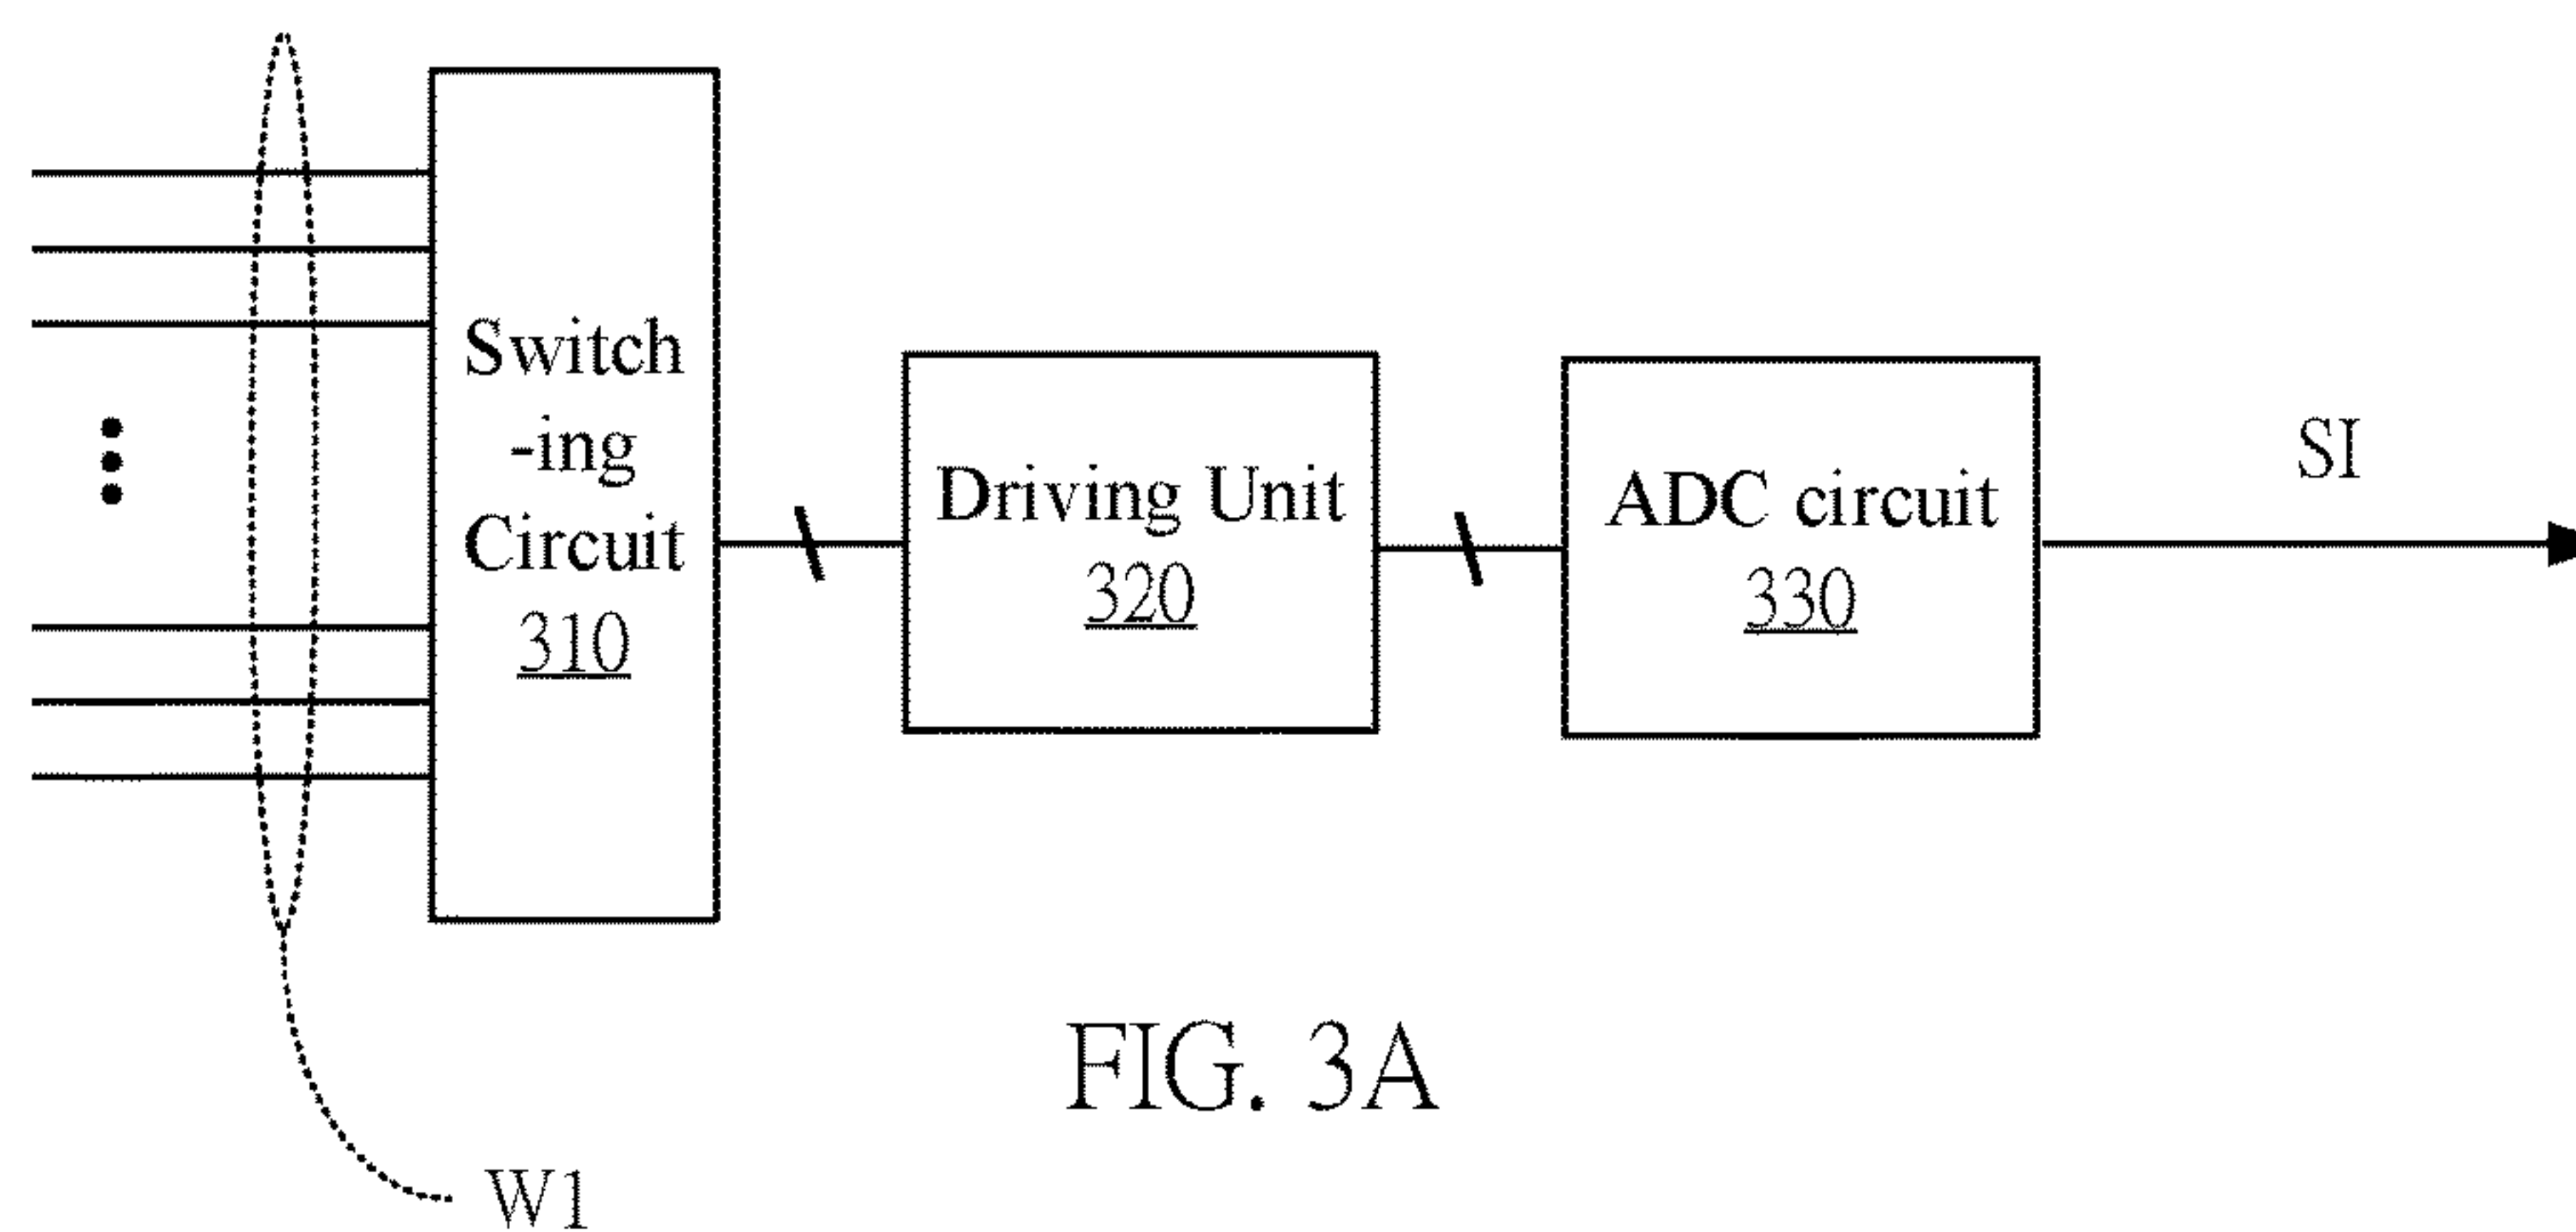 Switch
-ing
Circuit
310
Driving Unit
320
ADC circuit
330
SI
FIG. 3A
W1